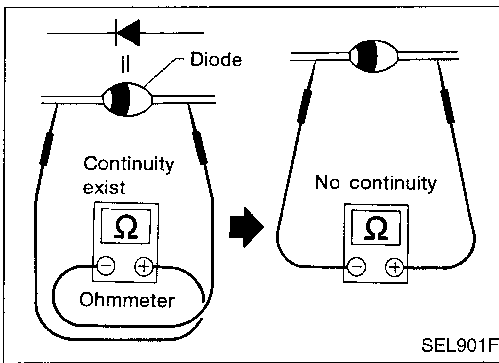 Diode
Continuity
exist
Ω
− +
Ohmmeter
No continuity
Ω
− +
SEL901F